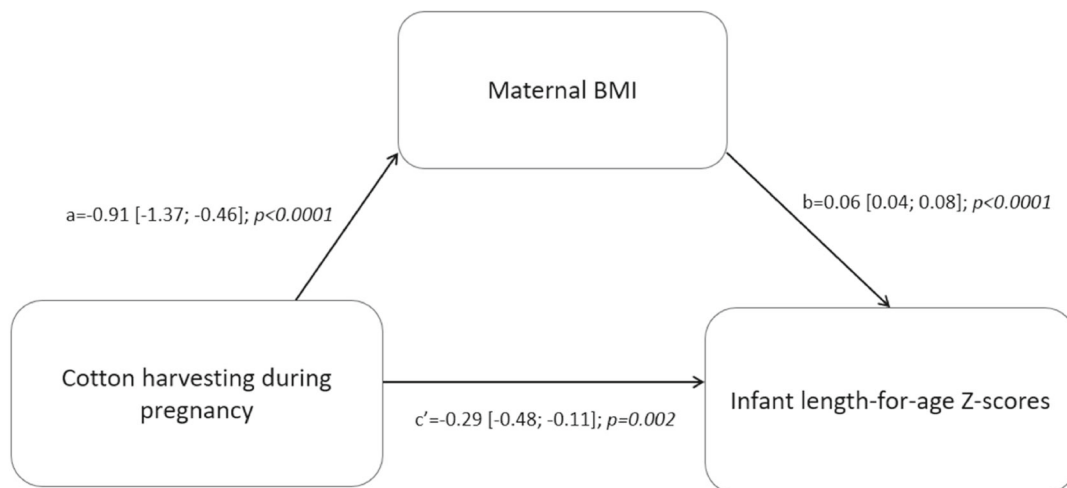 Maternal BMI
a=-0.91 [-1.37; -0.46]; p<0.0001
b=0.06 [0.04; 0.08]; p<0.0001
Cotton harvesting during
pregnancy
c’=-0.29 [-0.48; -0.11]; p=0.002
Infant length-for-age Z-scores